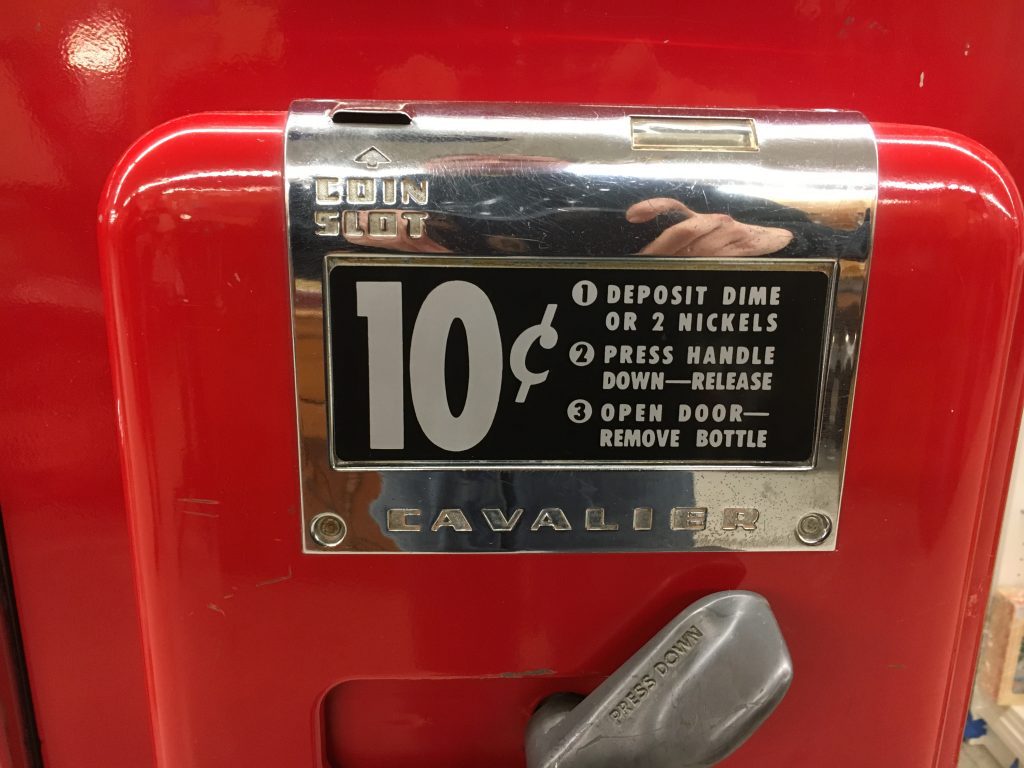 COIN
SLOT
10¢
1 DEPOSIT DIME
OR 2 NICKELS
2 PRESS HANDLE
DOWN—RELEASE
3 OPEN DOOR—
REMOVE BOTTLE
CAVALIER
PRESS DOWN